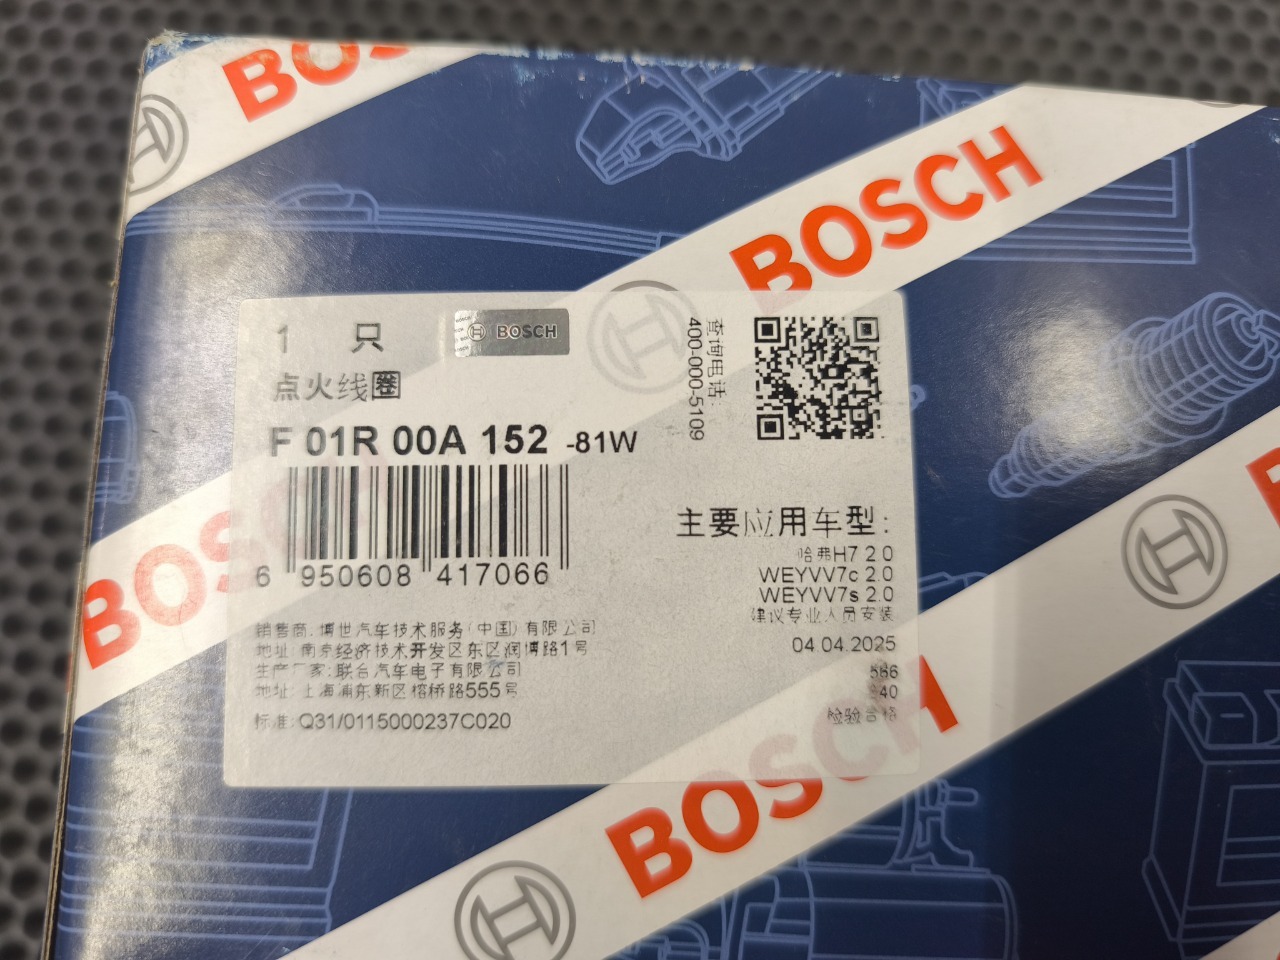 BOSCH
BOSCH
1 只
BOSCH
点火线圈
F 01R 00A 152 -81W
6 950608 417066
查询电话:
400-000-5109
主要应用车型:
哈弗H7 2.0
WEYVV7c 2.0
WEYVV7s 2.0
建议专业人员安装
04.04.2025
586
940
检验合格
销售商: 博世汽车技术服务(中国)有限公司
地址: 南京经济技术开发区东区润博路1号
生产厂家: 联合汽车电子有限公司
地址: 上海浦东新区榕桥路555号
标准: Q31/0115000237C020
BOSCH
BOSCH